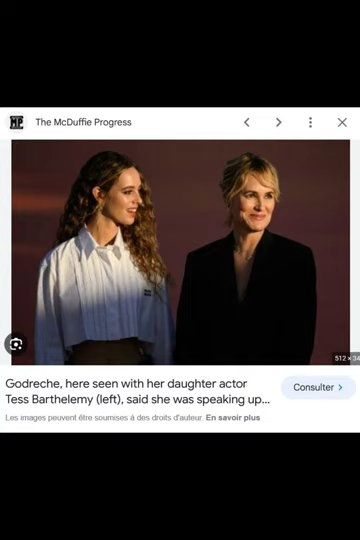 MP
The McDuffie Progress
512 × 34
Godreche, here seen with her daughter actor
Tess Barthelemy (left), said she was speaking up...
Consulter
Les images peuvent être soumises à des droits d'auteur. En savoir plus